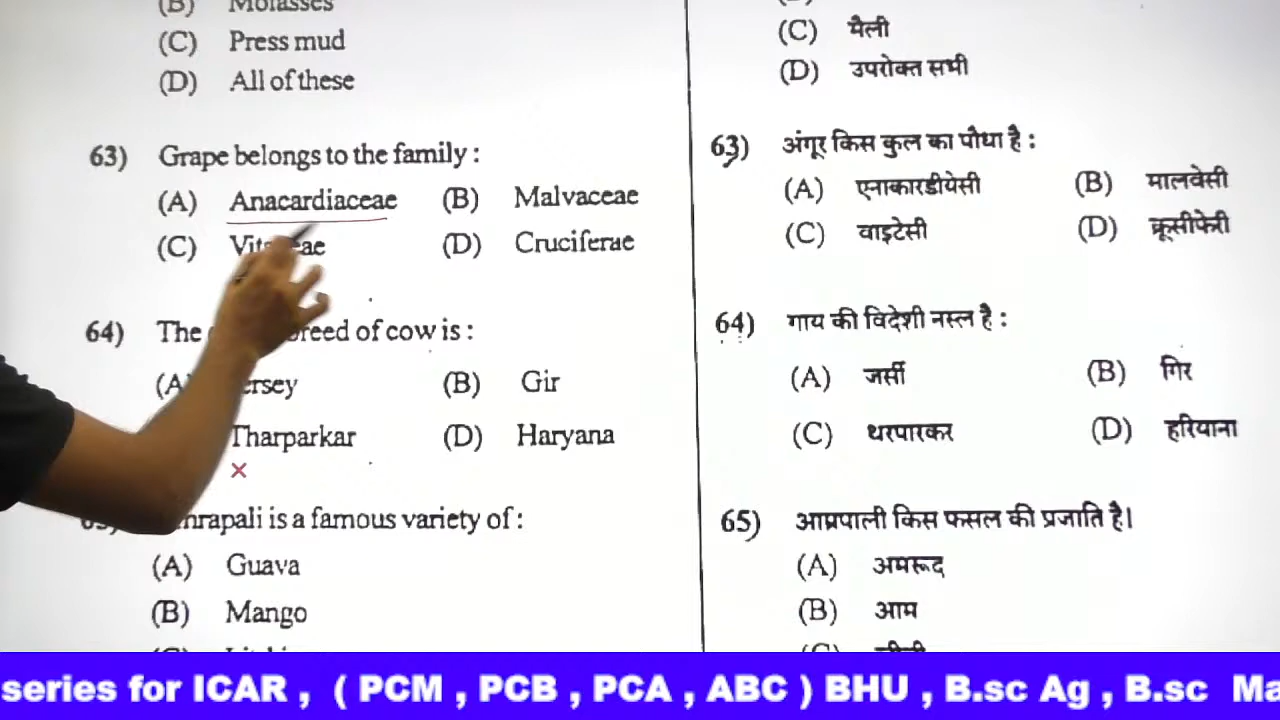 (B) Molasses
(C) Press mud
(D) All of these
63) Grape belongs to the family :
(A) Anacardiaceae (B) Malvaceae
(C) (D) Cruciferae
64) The breed of cow is :
(B) Gir
Tharparkar (D) Haryana
is a famous variety of :
(A) Guava
(B) Mango
(C) मैली
(D) उपरोक्त सभी
63) अंगूर किस कुल का पौधा है :
(A) एनाकारडीयेसी (B) मालवेसी
(C) वाइटेसी (D) क्रूसीफेरी
64) गाय की विदेशी नस्ल है :
(A) जर्सी (B) गिर
(C) थरपारकर (D) हरियाना
65) आम्रपाली किस फसल की प्रजाति है।
(A) अमरूद
(B) आम
series for ICAR , ( PCM , PCB , PCA , ABC ) BHU , B.sc Ag , B.sc